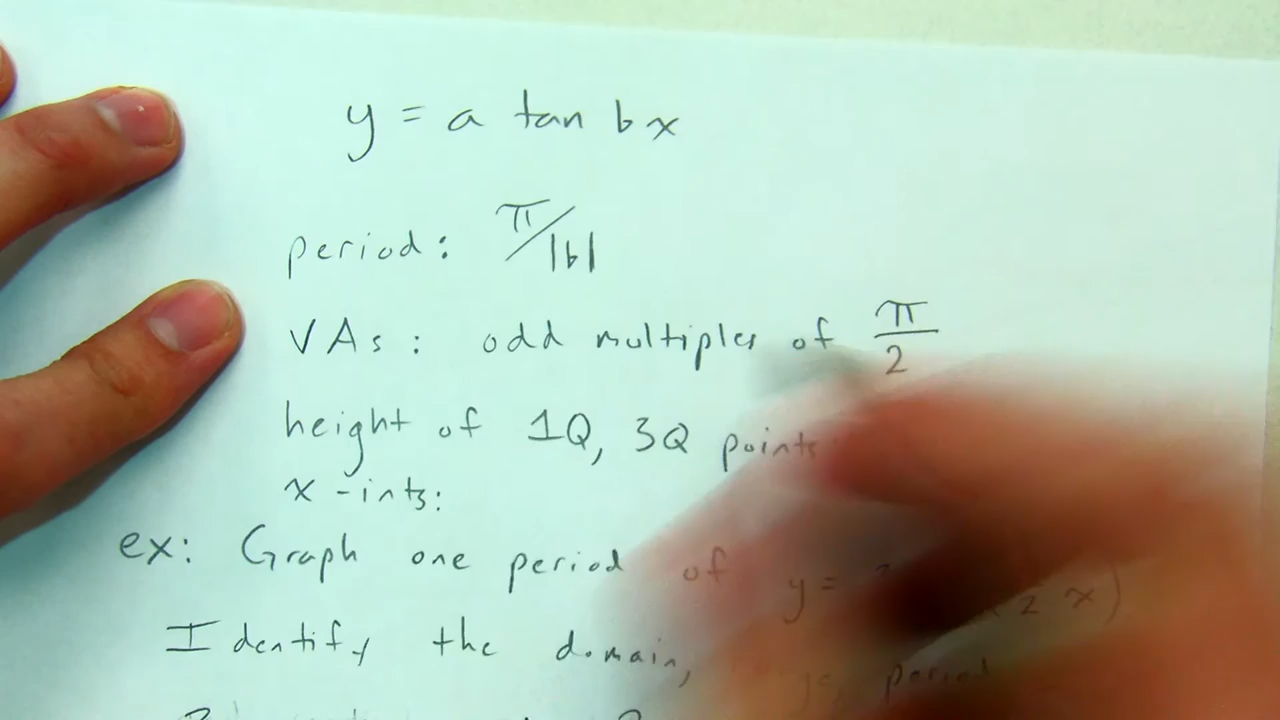 y = a tan b x
period: π/|b|
VAs: odd multiples of π/2
height of 1Q, 3Q points
x-ints:
ex: Graph one period of y =
Identify the domain, period